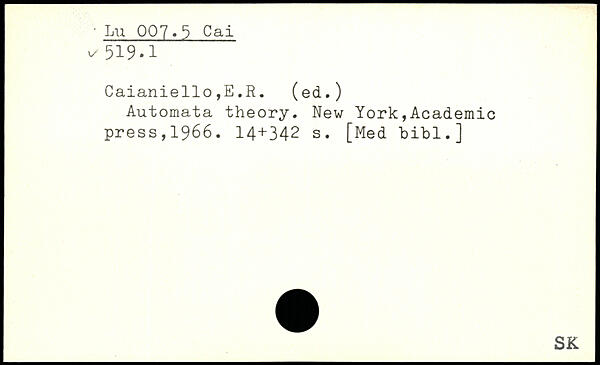 Lu 007.5 Cai
✓ 519.1
Caianiello,E.R. (ed.)
Automata theory. New York,Academic
press,1966. 14+342 s. [Med bibl.]
SK